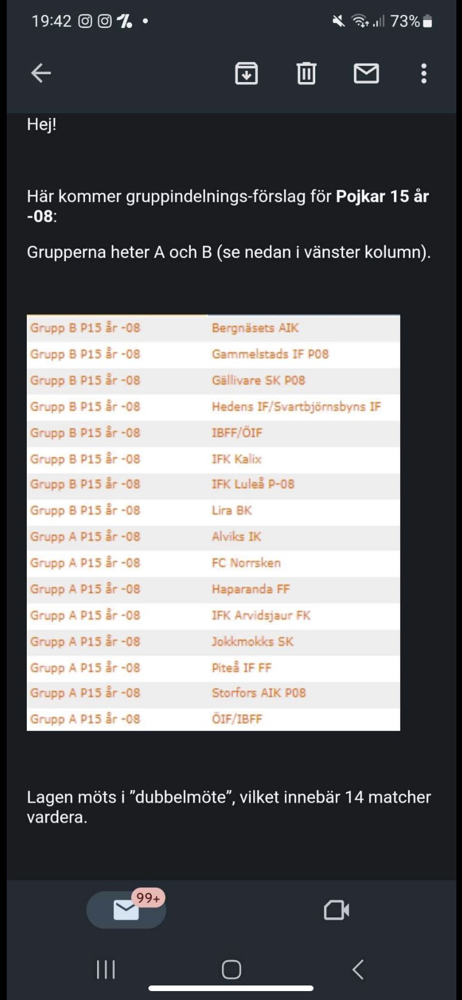 19:42
73%
Hej!
Här kommer gruppindelnings-förslag för Pojkar 15 år
-08:
Grupperna heter A och B (se nedan i vänster kolumn).
Grupp B P15 år -08 Bergnäsets AIK
Grupp B P15 år -08 Gammelstads IF P08
Grupp B P15 år -08 Gällivare SK P08
Grupp B P15 år -08 Hedens IF/Svartbjörnsbyns IF
Grupp B P15 år -08 IBFF/ÖIF
Grupp B P15 år -08 IFK Kalix
Grupp B P15 år -08 IFK Luleå P-08
Grupp B P15 år -08 Lira BK
Grupp A P15 år -08 Alviks IK
Grupp A P15 år -08 FC Norrsken
Grupp A P15 år -08 Haparanda FF
Grupp A P15 år -08 IFK Arvidsjaur FK
Grupp A P15 år -08 Jokkmokks SK
Grupp A P15 år -08 Piteå IF FF
Grupp A P15 år -08 Storfors AIK P08
Grupp A P15 år -08 ÖIF/IBFF
Lagen möts i ”dubbelmöte”, vilket innebär 14 matcher
vardera.
99+